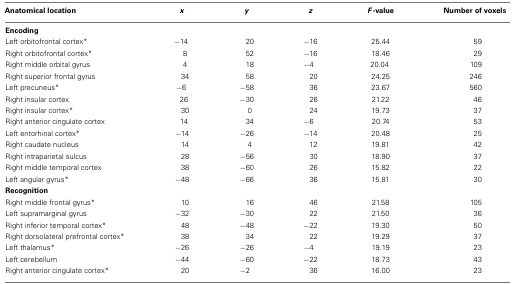 Anatomical location x y z F-value Number of voxels
Encoding
Left orbitofrontal cortex* −14 20 −16 25.44 59
Right orbitofrontal cortex* 8 52 −16 18.46 29
Right middle orbital gyrus 4 18 −4 20.04 109
Right superior frontal gyrus 34 58 20 24.25 246
Left precuneus* −6 −58 36 23.67 560
Right insular cortex 26 −30 26 21.22 46
Right insular cortex* 30 0 24 19.73 37
Right anterior cingulate cortex 14 34 −6 20.74 53
Left entorhinal cortex* −14 −26 −14 20.48 25
Right caudate nucleus 14 4 12 19.81 42
Right intraparietal sulcus 28 −56 30 18.90 37
Right middle temporal cortex 38 −60 26 15.82 22
Left angular gyrus* −48 −66 36 15.81 30
Recognition
Right middle frontal gyrus* 10 16 46 21.58 105
Left supramarginal gyrus −32 −30 22 21.50 36
Right inferior temporal cortex* 48 −48 −22 19.30 50
Right dorsolateral prefrontal cortex* 38 34 22 19.29 37
Left thalamus* −26 −26 −4 19.19 23
Left cerebellum −44 −60 −22 18.73 43
Right anterior cingulate cortex* 20 −2 36 16.00 23